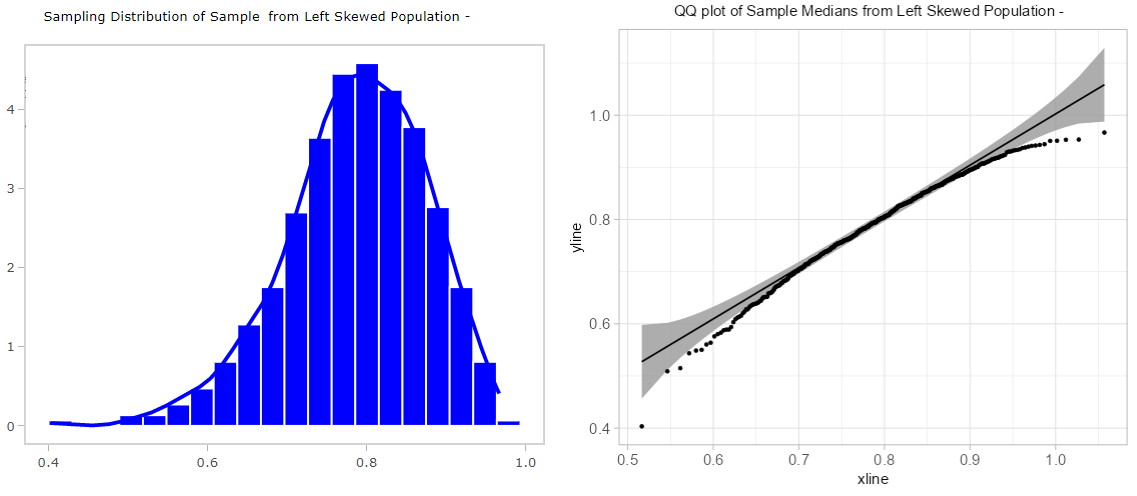 Sampling Distribution of Sample  from Left Skewed Population -
4
3
2
1
0
0.4 0.6 0.8 1.0
QQ plot of Sample Medians from Left Skewed Population -
yline
1.0
0.8
0.6
0.4
0.5 0.6 0.7 0.8 0.9 1.0
xline